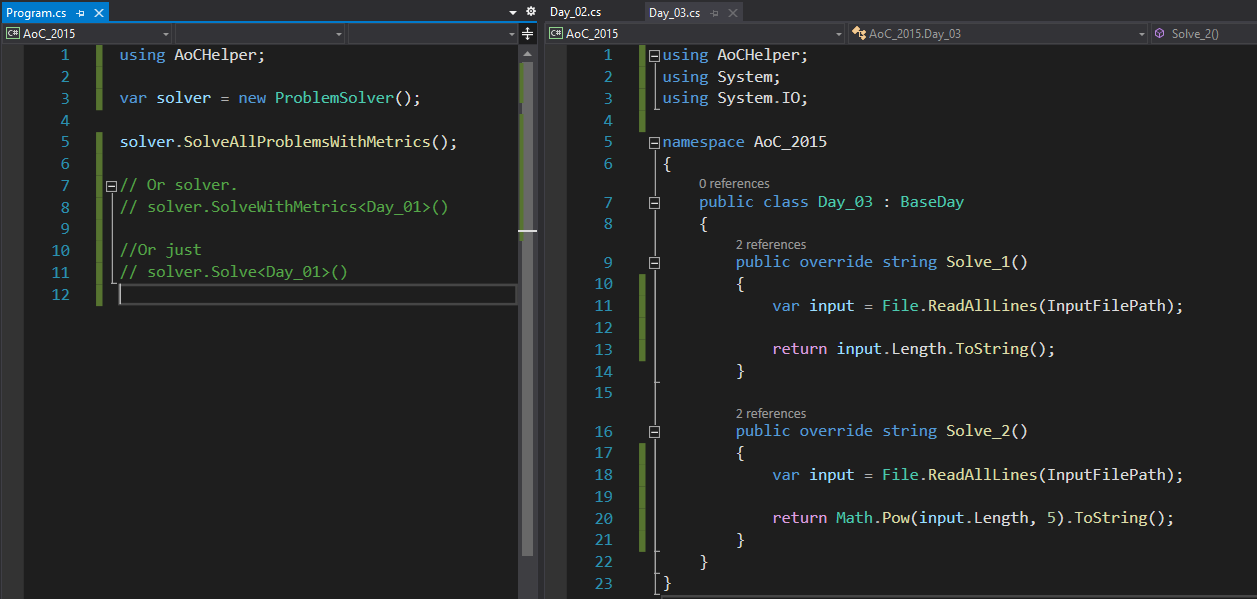 Program.cs
AoC_2015
1 using AoCHelper;
2
3 var solver = new ProblemSolver();
4
5 solver.SolveAllProblemsWithMetrics();
6
7 // Or solver.
8 // solver.SolveWithMetrics<Day_01>()
9
10 //Or just
11 // solver.Solve<Day_01>()
12
Day_02.cs Day_03.cs
AoC_2015 AoC_2015.Day_03 Solve_2()
1 using AoCHelper;
2 using System;
3 using System.IO;
4
5 namespace AoC_2015
6 {
0 references
7 public class Day_03 : BaseDay
8 {
2 references
9 public override string Solve_1()
10 {
11 var input = File.ReadAllLines(InputFilePath);
12
13 return input.Length.ToString();
14 }
15
2 references
16 public override string Solve_2()
17 {
18 var input = File.ReadAllLines(InputFilePath);
19
20 return Math.Pow(input.Length, 5).ToString();
21 }
22 }
23 }